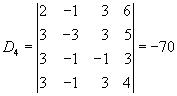 D₄ = | 2 -1 3 6 |
| 3 -3 3 5 |
| 3 -1 -1 3 |
| 3 -1 3 4 | = -70